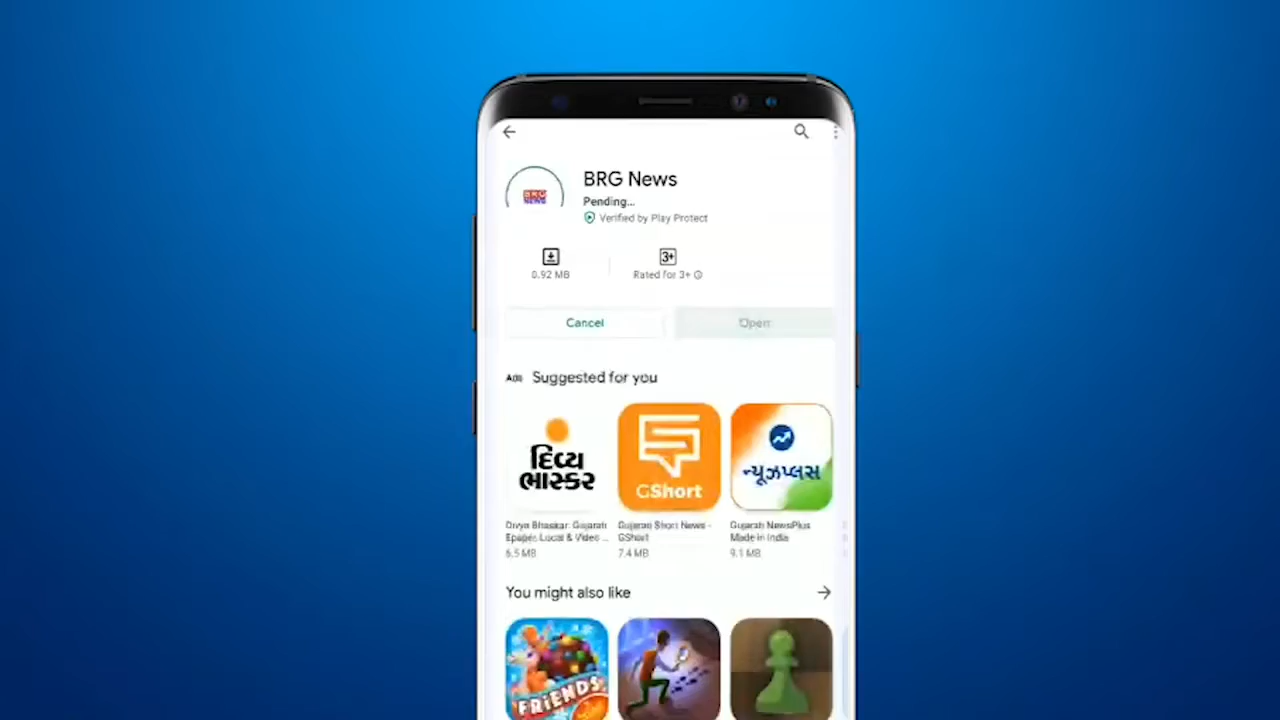 BRG News
BRG
NEWS
Pending...
Verified by Play Protect
3+
0.92 MB
Rated for 3+
Cancel
Open
Ads Suggested for you
દિવ્ય
ભાસ્કર
GShort
ન્યૂઝપ્લસ
Divya Bhaskar: Gujarati
Epaper, Local & Video ...
6.5 MB
Gujarati Short News -
GShort
7.4 MB
Gujarati NewsPlus
Made in India
9.1 MB
You might also like
FRIENDS